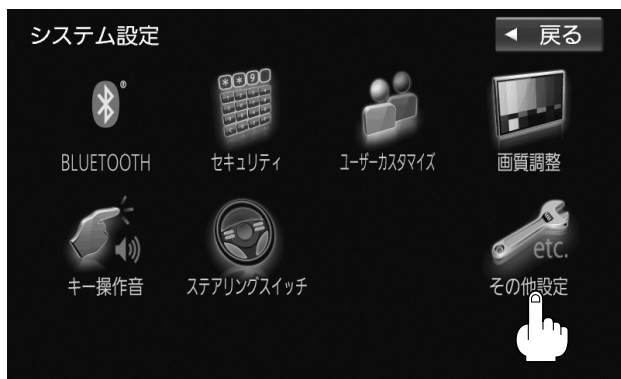 システム設定
◀ 戻る
BLUETOOTH
セキュリティ
ユーザーカスタマイズ
画質調整
キー操作音
ステアリングスイッチ
etc.
その他設定